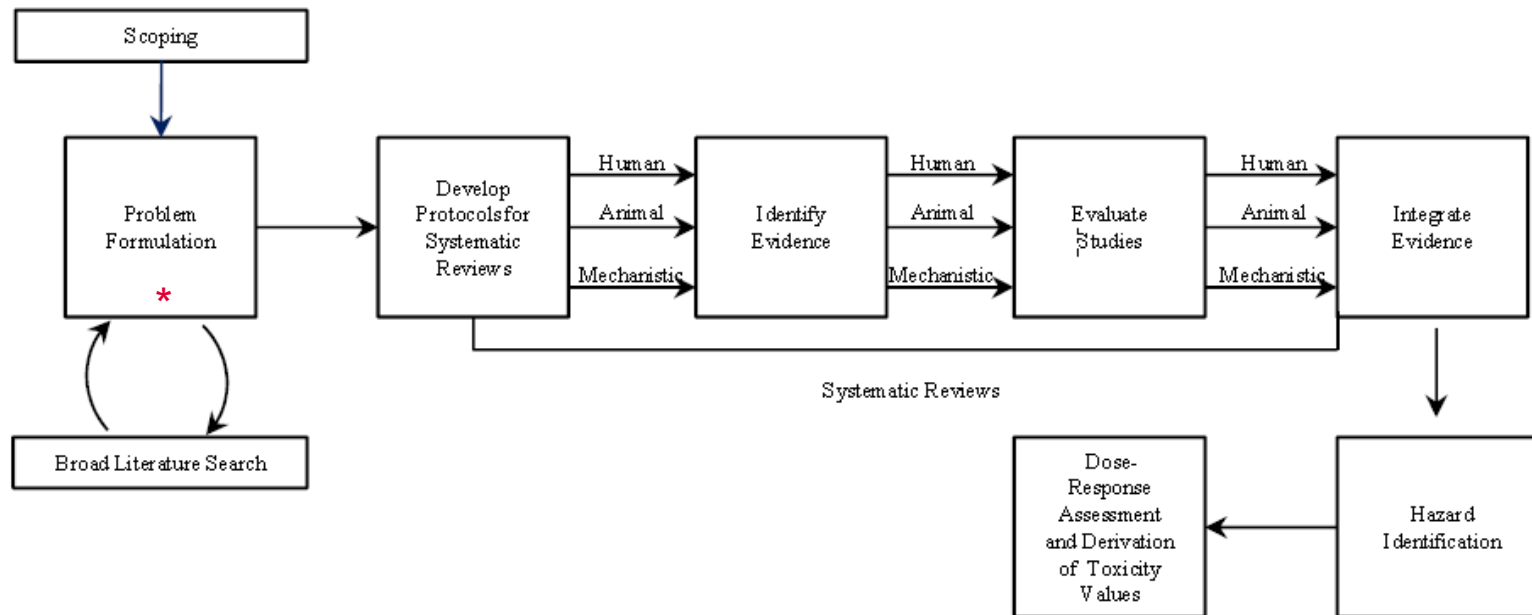 Scoping
Problem
Formulation
*
Broad Literature Search
Develop
Protocols for
Systematic
Reviews
Human
Animal
Mechanistic
Identify
Evidence
Human
Animal
Mechanistic
Evaluate
Studies
Human
Animal
Mechanistic
Integrate
Evidence
Systematic Reviews
Hazard
Identification
Dose-
Response
Assessment
and Derivation
of Toxicity
Values